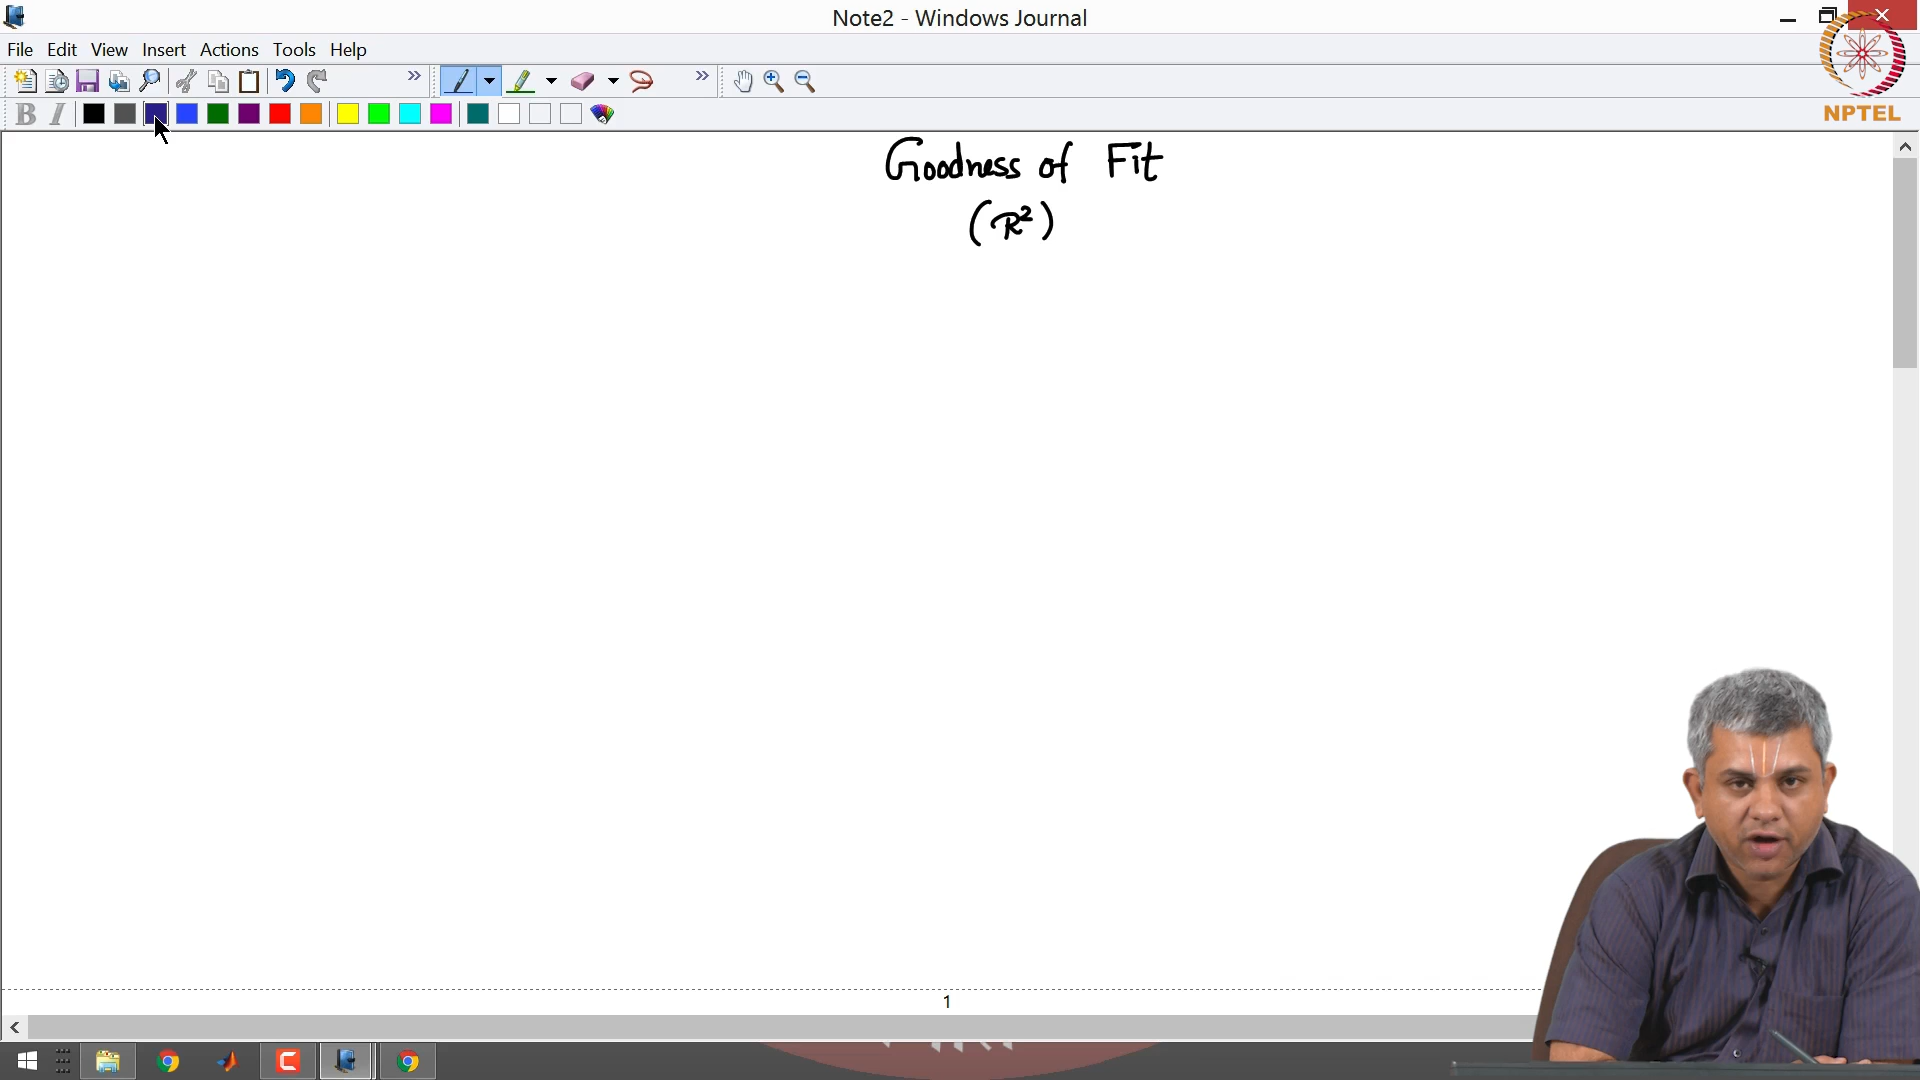 Note2 - Windows Journal
File Edit View Insert Actions Tools Help
B I
NPTEL
Goodness of Fit
(R²)
1